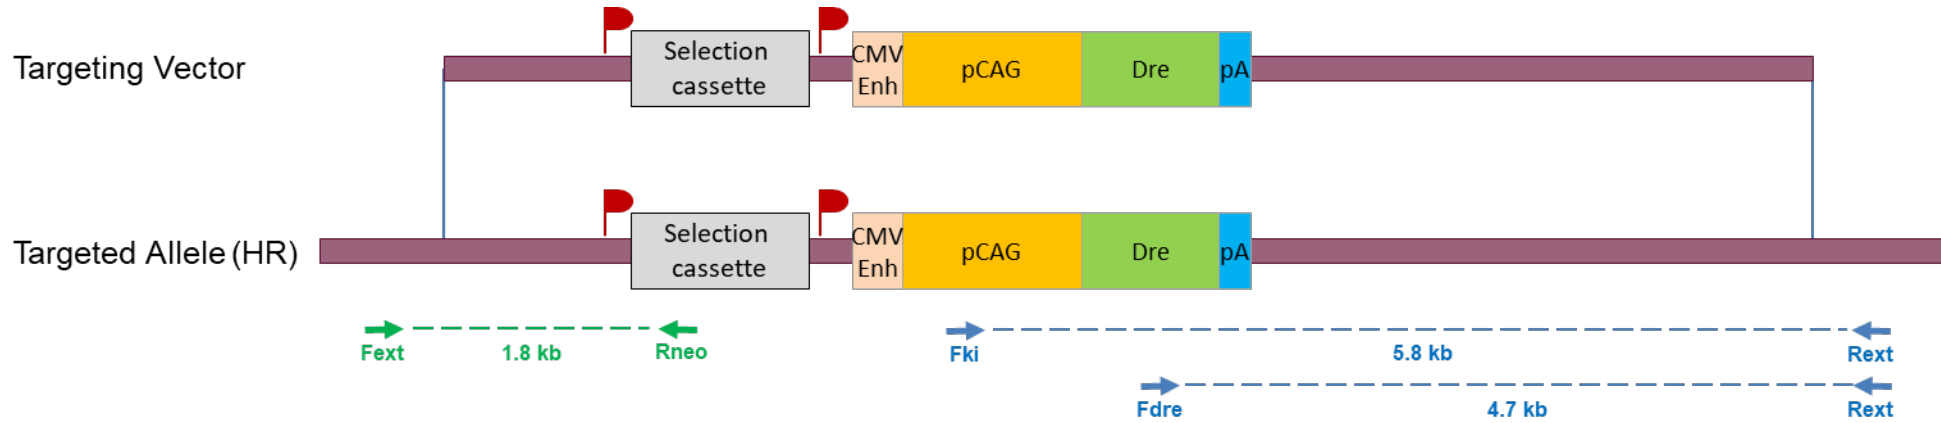 Targeting Vector
Selection
cassette
CMV
Enh
pCAG
Dre
pA
Targeted Allele (HR)
Selection
cassette
CMV
Enh
pCAG
Dre
pA
Fext
1.8 kb
Rneo
Fki
5.8 kb
Rext
Fdre
4.7 kb
Rext